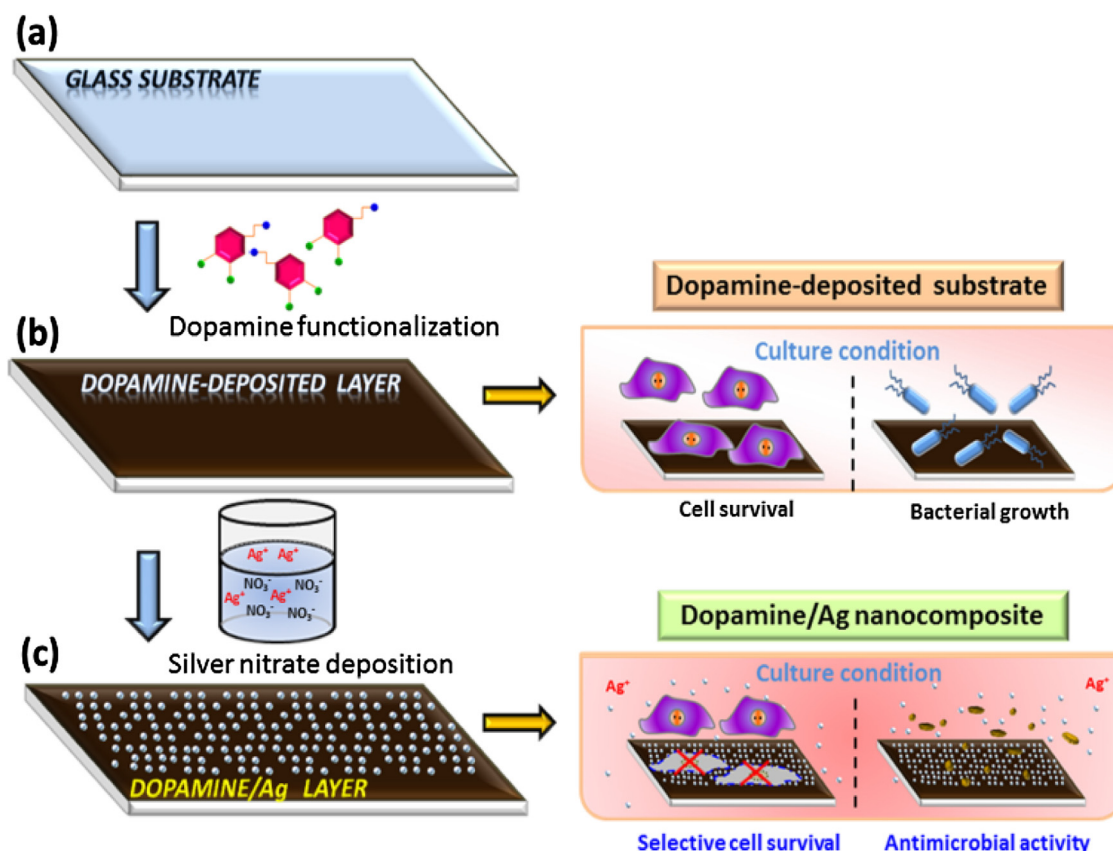 (a)
GLASS SUBSTRATE
Dopamine functionalization
(b)
DOPAMINE-DEPOSITED LAYER
Dopamine-deposited substrate
Culture condition
Cell survival
Bacterial growth
Ag⁺ Ag⁺
NO₃⁻ NO₃⁻
Ag⁺ Ag⁺
NO₃⁻ NO₃⁻
Silver nitrate deposition
(c)
DOPAMINE/Ag LAYER
Dopamine/Ag nanocomposite
Culture condition
Ag⁺ Ag⁺
Selective cell survival
Antimicrobial activity